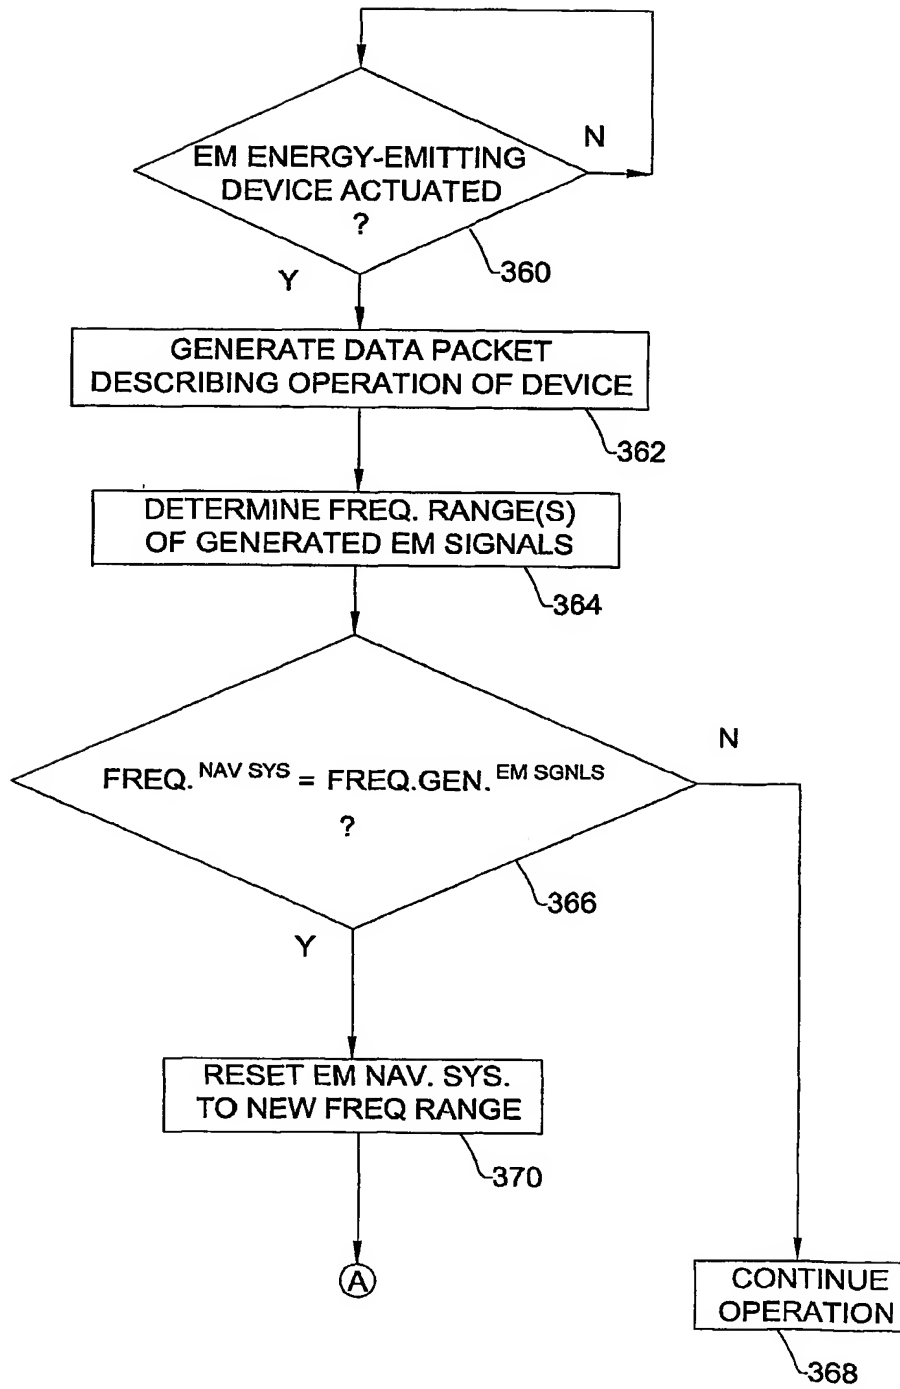 EM ENERGY-EMITTING
DEVICE ACTUATED
?
N
360
Y
GENERATE DATA PACKET
DESCRIBING OPERATION OF DEVICE
362
DETERMINE FREQ. RANGE(S)
OF GENERATED EM SIGNALS
364
N
FREQ. NAV SYS = FREQ.GEN. EM SGNLS
?
366
Y
RESET EM NAV. SYS.
TO NEW FREQ RANGE
370
A
CONTINUE
OPERATION
368